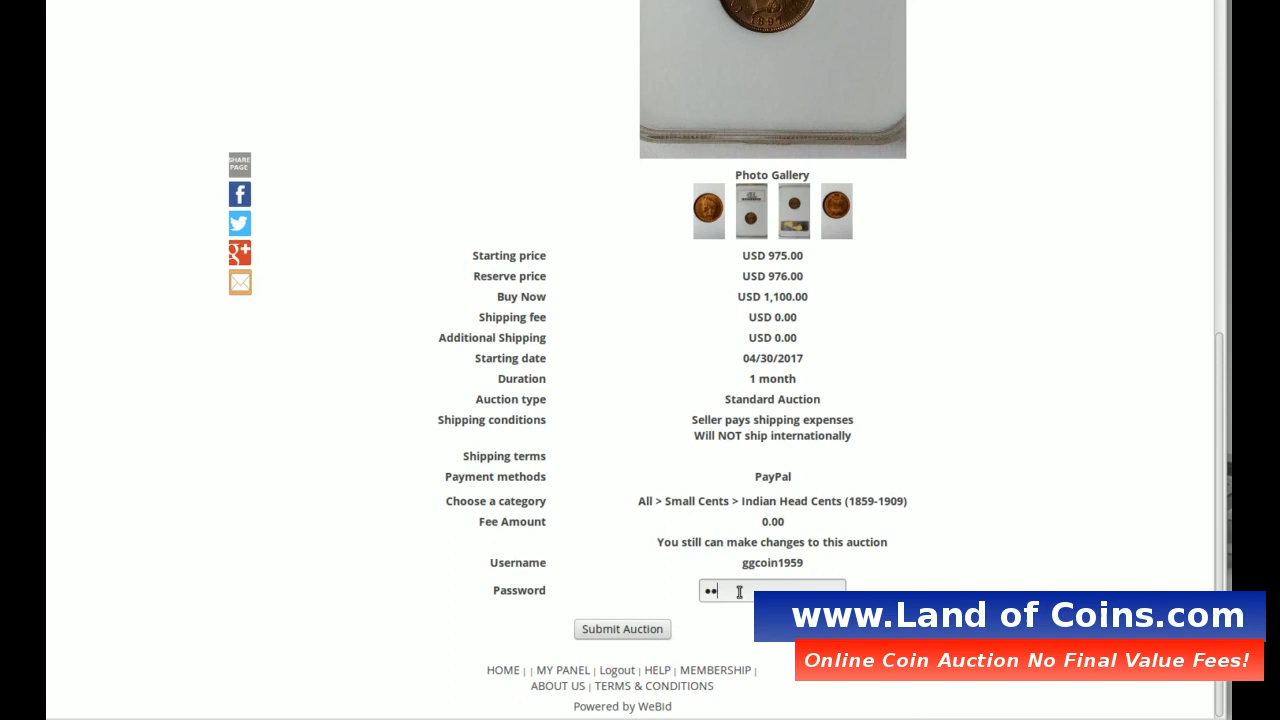 1897
SHARE
PAGE
Photo Gallery
Starting price USD 975.00
Reserve price USD 976.00
Buy Now USD 1,100.00
Shipping fee USD 0.00
Additional Shipping USD 0.00
Starting date 04/30/2017
Duration 1 month
Auction type Standard Auction
Shipping conditions Seller pays shipping expenses
Will NOT ship internationally
Shipping terms
Payment methods PayPal
Choose a category All > Small Cents > Indian Head Cents (1859-1909)
Fee Amount 0.00
You still can make changes to this auction
Username ggcoin1959
Password ••
www.Land of Coins.com
Submit Auction
Online Coin Auction No Final Value Fees!
HOME | | MY PANEL | Logout | HELP | MEMBERSHIP |
ABOUT US | TERMS & CONDITIONS
Powered by WeBid